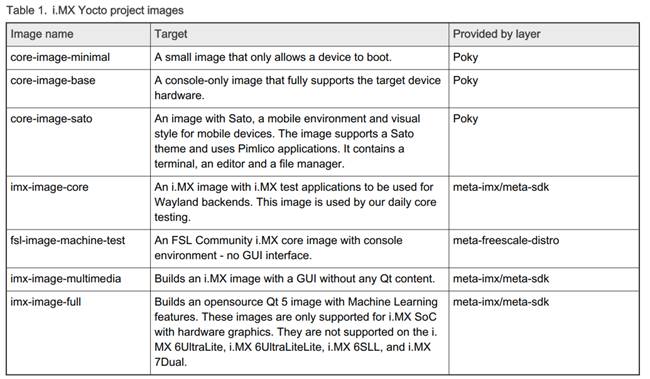 Table 1. i.MX Yocto project images
Image name Target Provided by layer
core-image-minimal A small image that only allows a device to boot. Poky
core-image-base A console-only image that fully supports the target device Poky
hardware.
core-image-sato An image with Sato, a mobile environment and visual Poky
style for mobile devices. The image supports a Sato
theme and uses Pimlico applications. It contains a
terminal, an editor and a file manager.
imx-image-core An i.MX image with i.MX test applications to be used for meta-imx/meta-sdk
Wayland backends. This image is used by our daily core
testing.
fsl-image-machine-test An FSL Community i.MX core image with console meta-freescale-distro
environment - no GUI interface.
imx-image-multimedia Builds an i.MX image with a GUI without any Qt content. meta-imx/meta-sdk
imx-image-full Builds an opensource Qt 5 image with Machine Learning meta-imx/meta-sdk
features. These images are only supported for i.MX SoC
with hardware graphics. They are not supported on the i.
MX 6UltraLite, i.MX 6UltraLiteLite, i.MX 6SLL, and i.MX
7Dual.